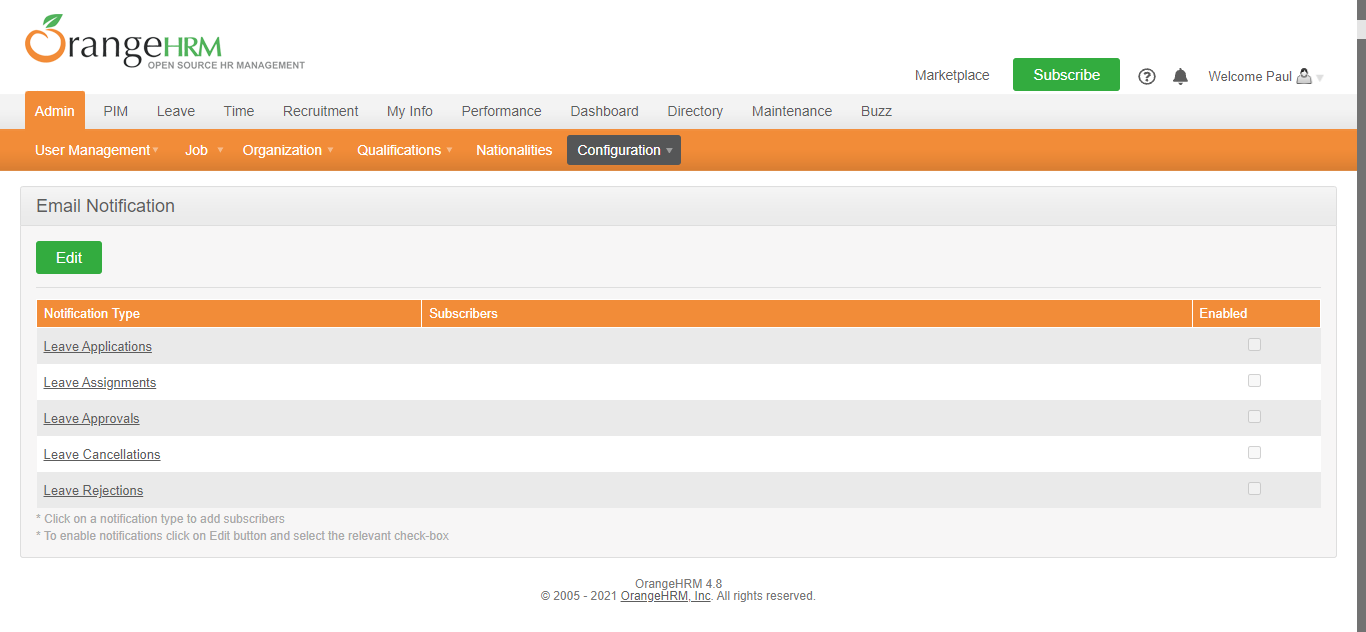 OrangeHRM
OPEN SOURCE HR MANAGEMENT
Marketplace Subscribe Welcome Paul
Admin PIM Leave Time Recruitment My Info Performance Dashboard Directory Maintenance Buzz
User Management Job Organization Qualifications Nationalities Configuration
Email Notification
Edit
Notification Type Subscribers Enabled
Leave Applications
Leave Assignments
Leave Approvals
Leave Cancellations
Leave Rejections
* Click on a notification type to add subscribers
* To enable notifications click on Edit button and select the relevant check-box
OrangeHRM 4.8
© 2005 - 2021 OrangeHRM, Inc. All rights reserved.